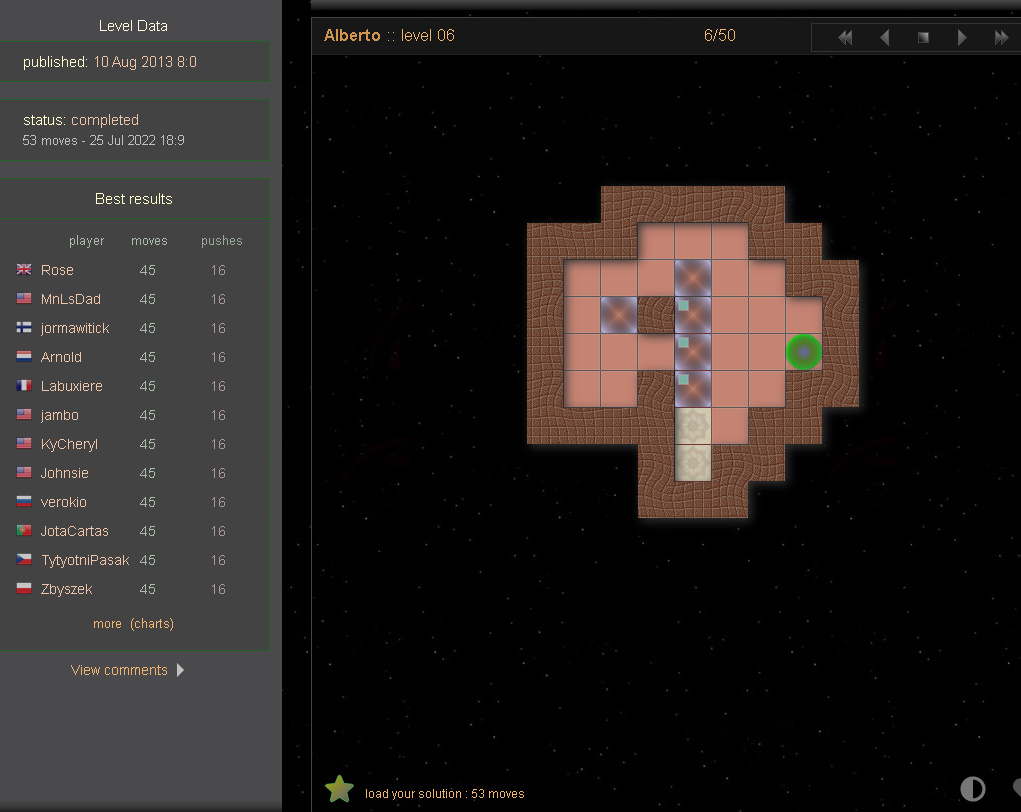 Level Data
published: 10 Aug 2013 8:0
status: completed
53 moves - 25 Jul 2022 18:9
Best results
player moves pushes
Rose 45 16
MnLsDad 45 16
jormawitick 45 16
Arnold 45 16
Labuxiere 45 16
jambo 45 16
KyCheryl 45 16
Johnsie 45 16
verokio 45 16
JotaCartas 45 16
TytyotniPasak 45 16
Zbyszek 45 16
more (charts)
View comments
Alberto :: level 06
6/50
load your solution : 53 moves